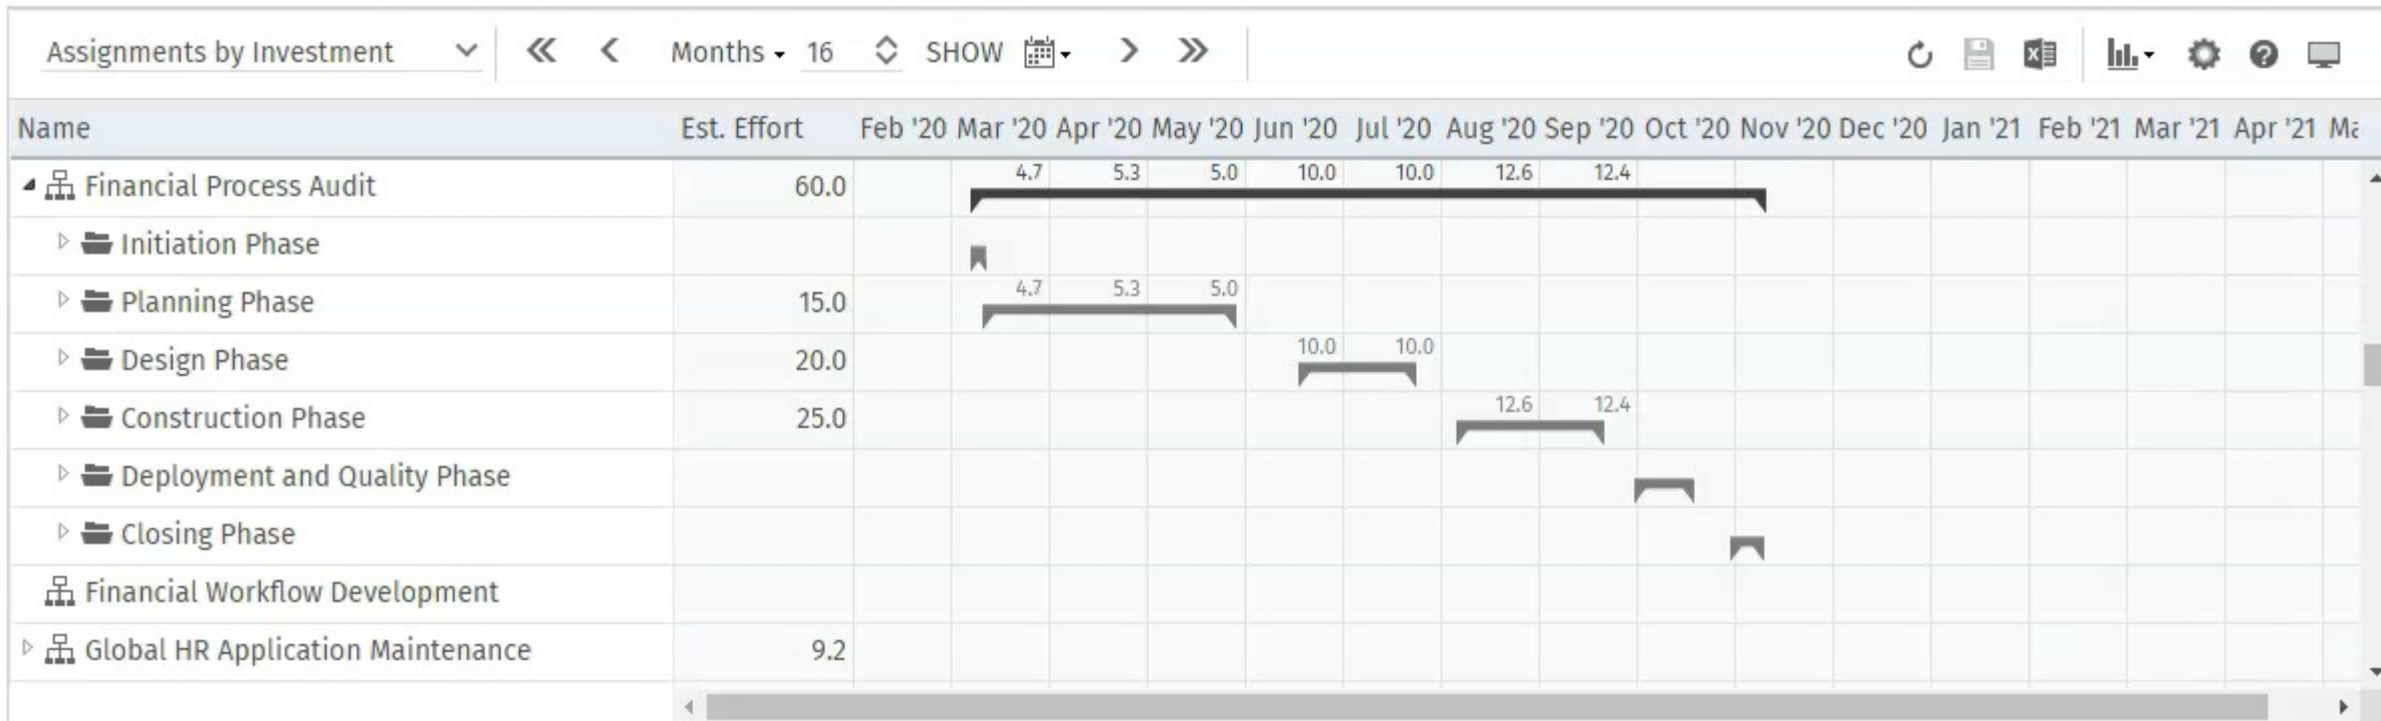 Assignments by Investment Months 16 SHOW
Name Est. Effort Feb '20 Mar '20 Apr '20 May '20 Jun '20 Jul '20 Aug '20 Sep '20 Oct '20 Nov '20 Dec '20 Jan '21 Feb '21 Mar '21 Apr '21 Ma
Financial Process Audit 60.0 4.7 5.3 5.0 10.0 10.0 12.6 12.4
Initiation Phase
Planning Phase 15.0 4.7 5.3 5.0
Design Phase 20.0 10.0 10.0
Construction Phase 25.0 12.6 12.4
Deployment and Quality Phase
Closing Phase
Financial Workflow Development
Global HR Application Maintenance 9.2